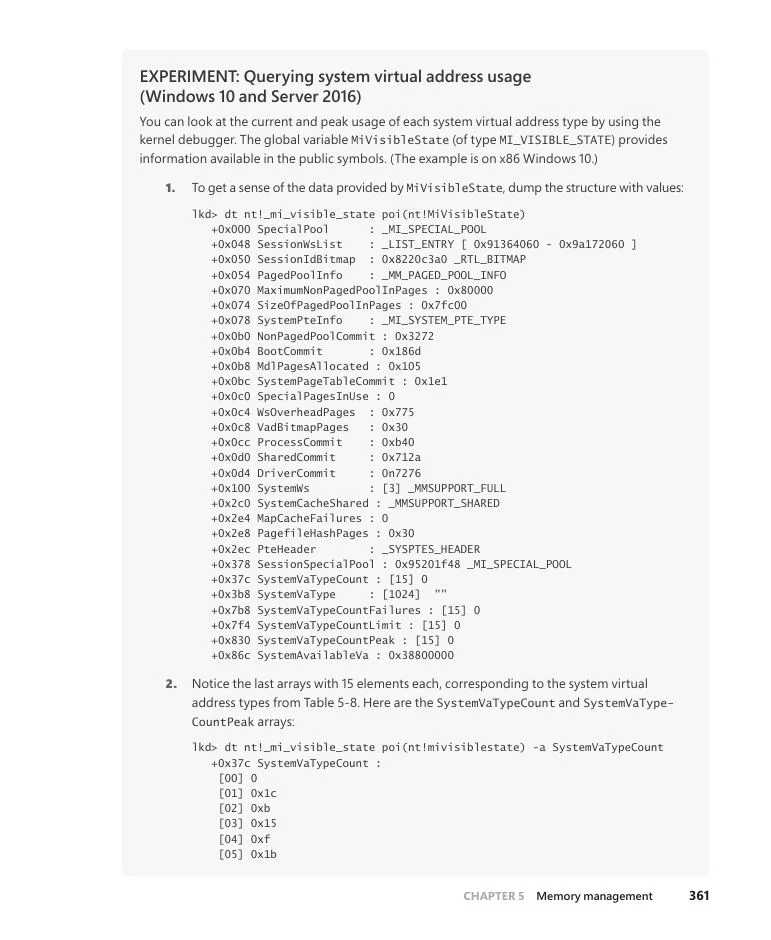 EXPERIMENT: Querying system virtual address usage
(Windows 10 and Server 2016)
You can look at the current and peak usage of each system virtual address type by using the
kernel debugger. The global variable MiVisibleState (of type MI_VISIBLE_STATE) provides
information available in the public symbols. (The example is on x86 Windows 10.)
1. To get a sense of the data provided by MiVisibleState, dump the structure with values:
lkd> dt nt!_mi_visible_state poi(nt!MiVisibleState)
+0x000 SpecialPool : _MI_SPECIAL_POOL
+0x048 SessionWsList : _LIST_ENTRY [ 0x91364060 - 0x9a172060 ]
+0x050 SessionIdBitmap : 0x8220c3a0 _RTL_BITMAP
+0x054 PagedPoolInfo : _MM_PAGED_POOL_INFO
+0x070 MaximumNonPagedPoolInPages : 0x80000
+0x074 SizeOfPagedPoolInPages : 0x7fc00
+0x078 SystemPteInfo : _MI_SYSTEM_PTE_TYPE
+0x0b0 NonPagedPoolCommit : 0x3272
+0x0b4 BootCommit : 0x186d
+0x0b8 MdlPagesAllocated : 0x105
+0x0bc SystemPageTableCommit : 0x1e1
+0x0c0 SpecialPagesInUse : 0
+0x0c4 WsOverheadPages : 0x775
+0x0c8 VadBitmapPages : 0x30
+0x0cc ProcessCommit : 0xb40
+0x0d0 SharedCommit : 0x712a
+0x0d4 DriverCommit : 0n7276
+0x100 SystemWs : [3] _MMSUPPORT_FULL
+0x2c0 SystemCacheShared : _MMSUPPORT_SHARED
+0x2e4 MapCacheFailures : 0
+0x2e8 PagefileHashPages : 0x30
+0x2ec PteHeader : _SYSPTES_HEADER
+0x378 SessionSpecialPool : 0x95201f48 _MI_SPECIAL_POOL
+0x37c SystemVaTypeCount : [15] 0
+0x3b8 SystemVaType : [1024] ""
+0x7b8 SystemVaTypeCountFailures : [15] 0
+0x7f4 SystemVaTypeCountLimit : [15] 0
+0x830 SystemVaTypeCountPeak : [15] 0
+0x86c SystemAvailableVa : 0x38800000
2. Notice the last arrays with 15 elements each, corresponding to the system virtual
address types from Table 5-8. Here are the SystemVaTypeCount and SystemVaType-
CountPeak arrays:
lkd> dt nt!_mi_visible_state poi(nt!mivisiblestate) -a SystemVaTypeCount
+0x37c SystemVaTypeCount :
[00] 0
[01] 0x1c
[02] 0xb
[03] 0x15
[04] 0xf
[05] 0x1b
CHAPTER 5 Memory management 361